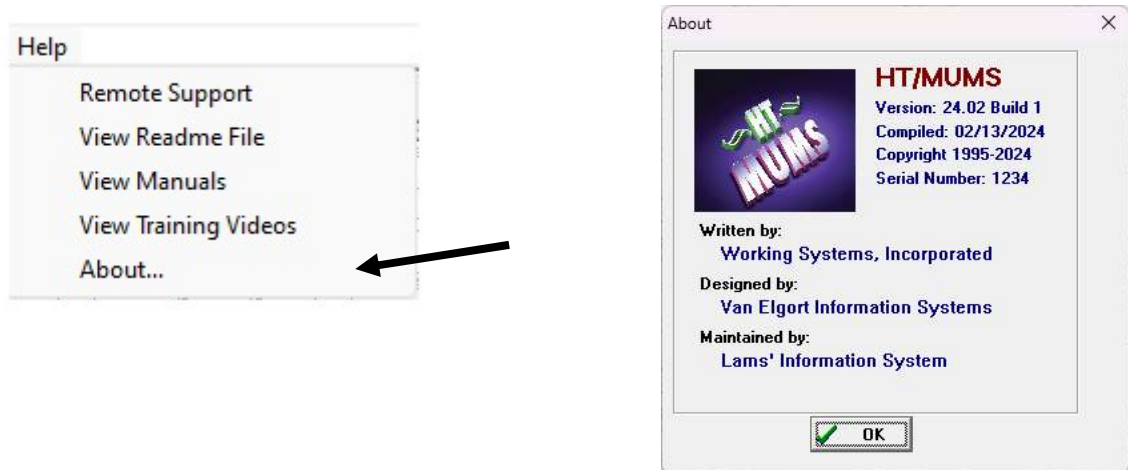 Help
Remote Support
View Readme File
View Manuals
View Training Videos
About...
About
HT
MUMS
HT/MUMS
Version: 24.02 Build 1
Compiled: 02/13/2024
Copyright 1995-2024
Serial Number: 1234
Written by:
Working Systems, Incorporated
Designed by:
Van Elgort Information Systems
Maintained by:
Lams' Information System
OK